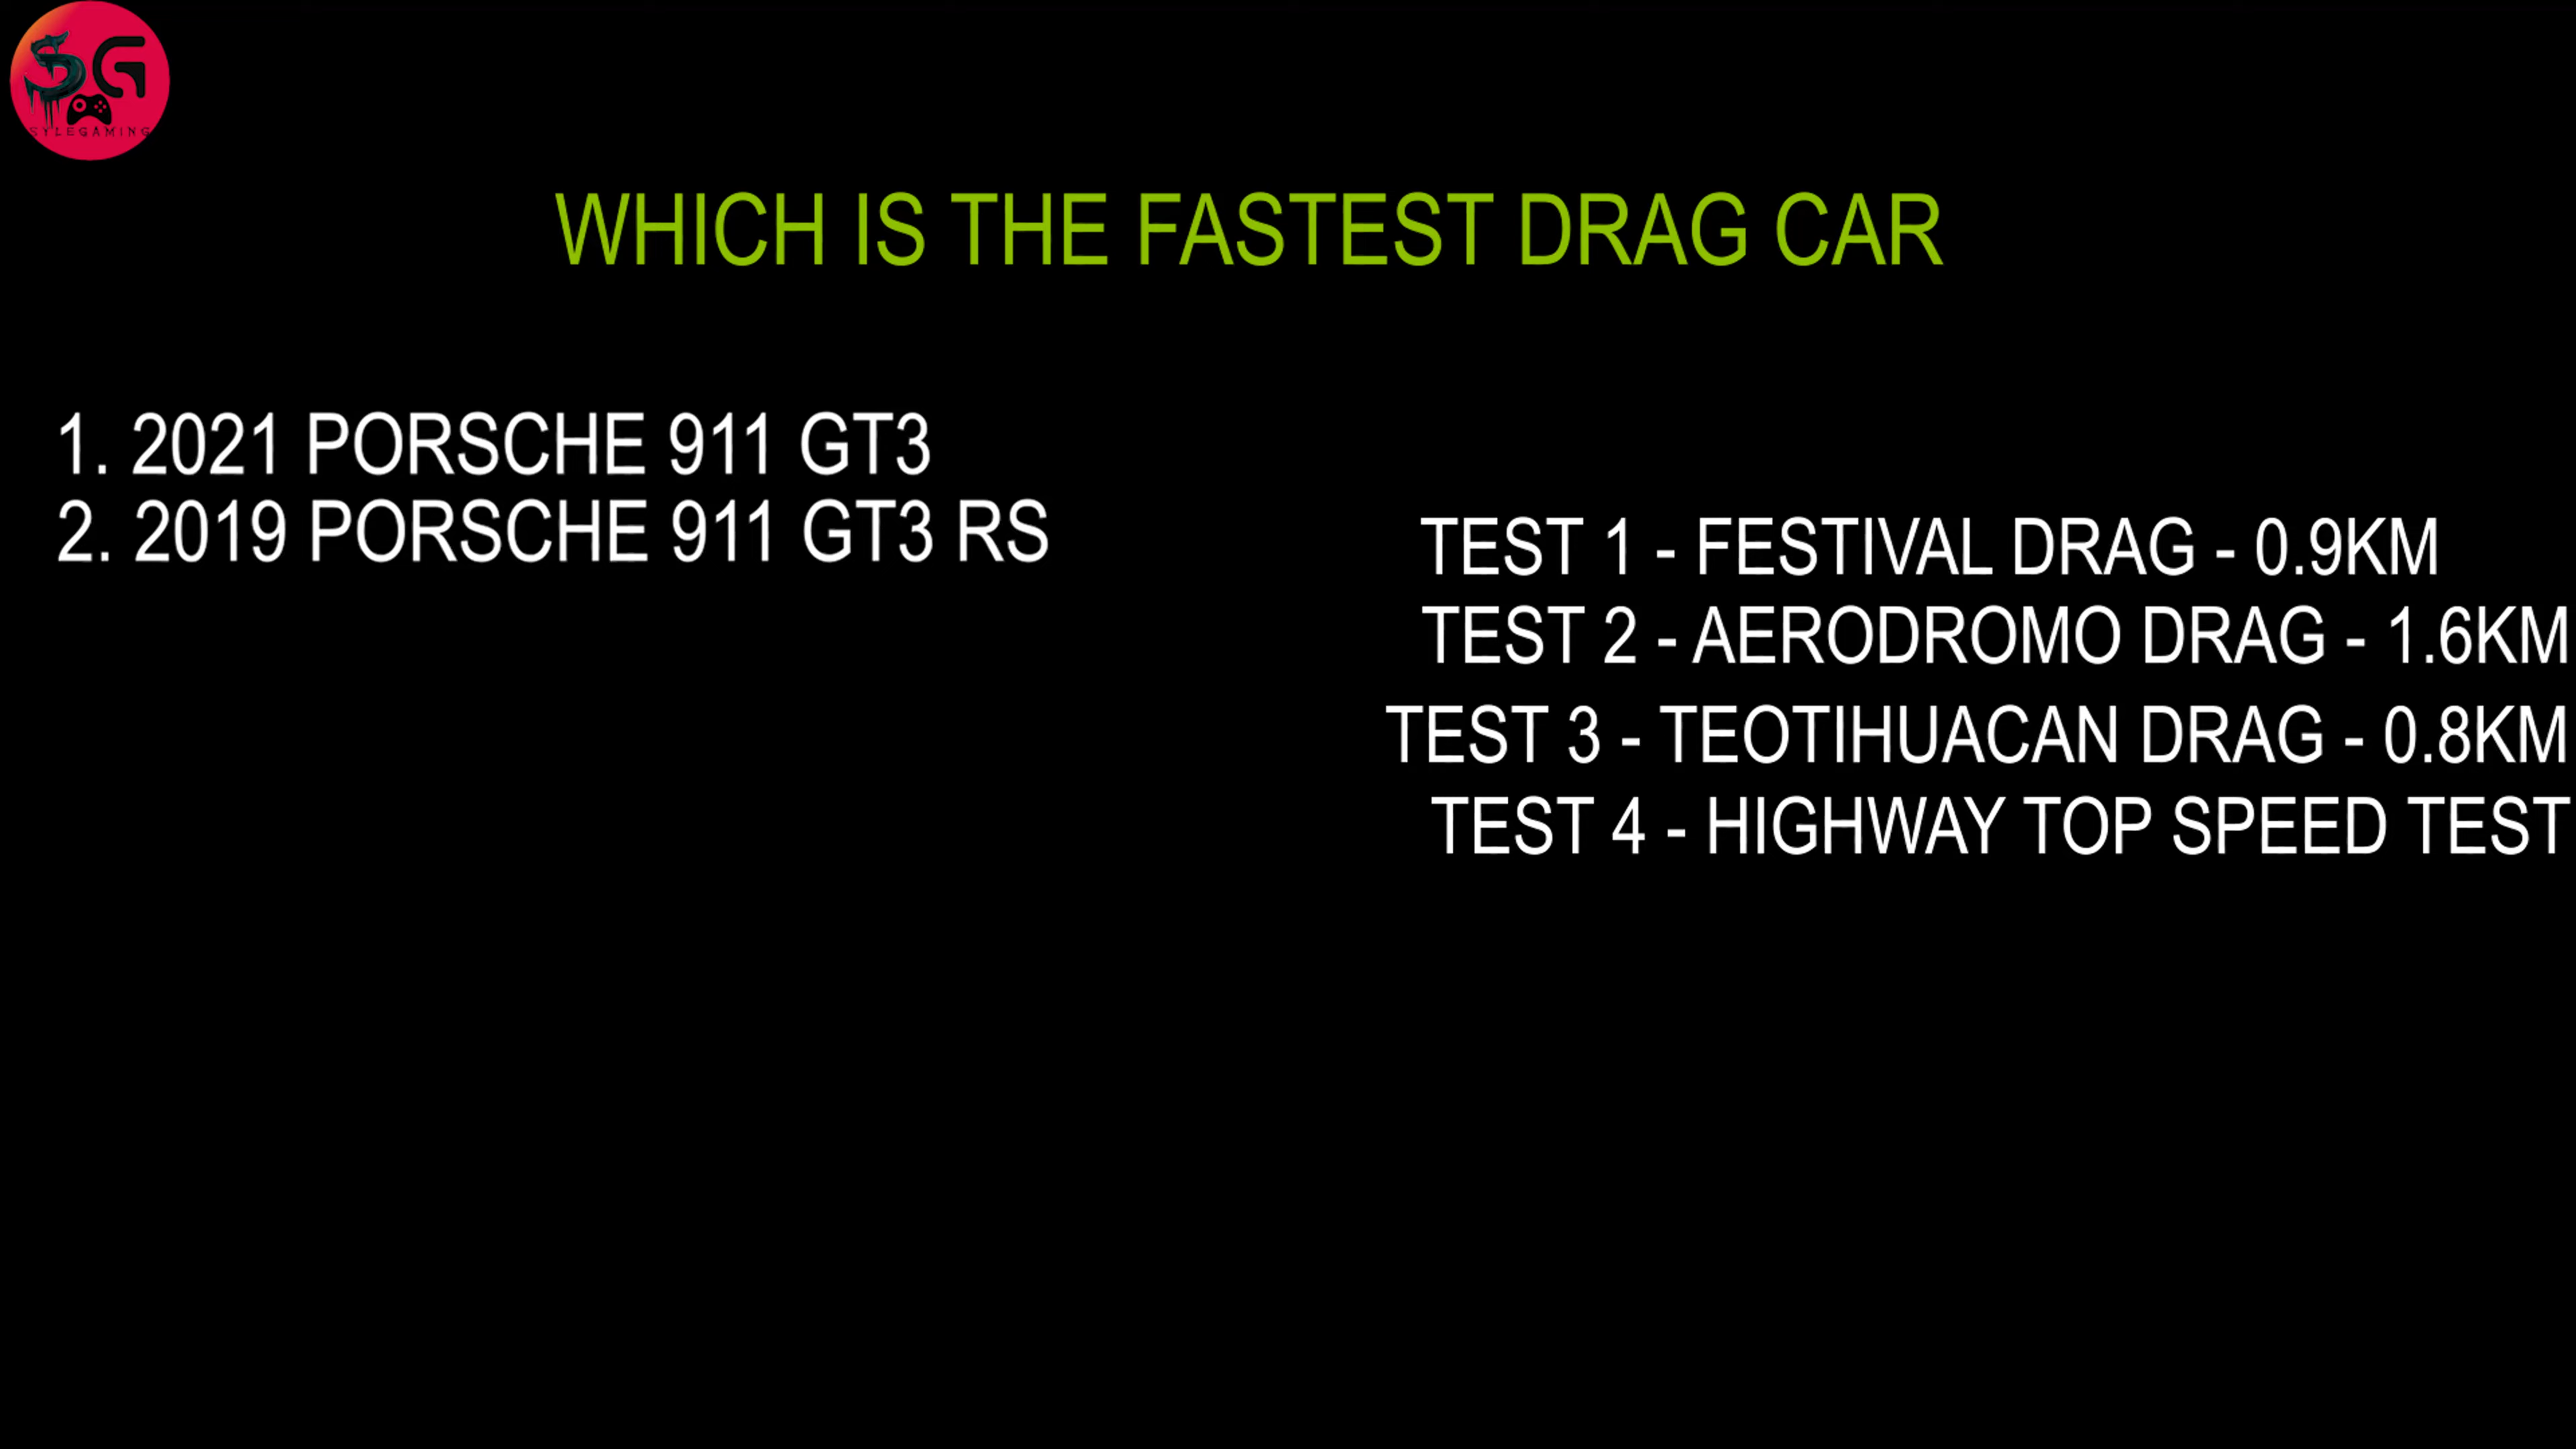 SG
SYLEGAMING
WHICH IS THE FASTEST DRAG CAR
1. 2021 PORSCHE 911 GT3
2. 2019 PORSCHE 911 GT3 RS
TEST 1 - FESTIVAL DRAG - 0.9KM
TEST 2 - AERODROMO DRAG - 1.6KM
TEST 3 - TEOTIHUACAN DRAG - 0.8KM
TEST 4 - HIGHWAY TOP SPEED TEST